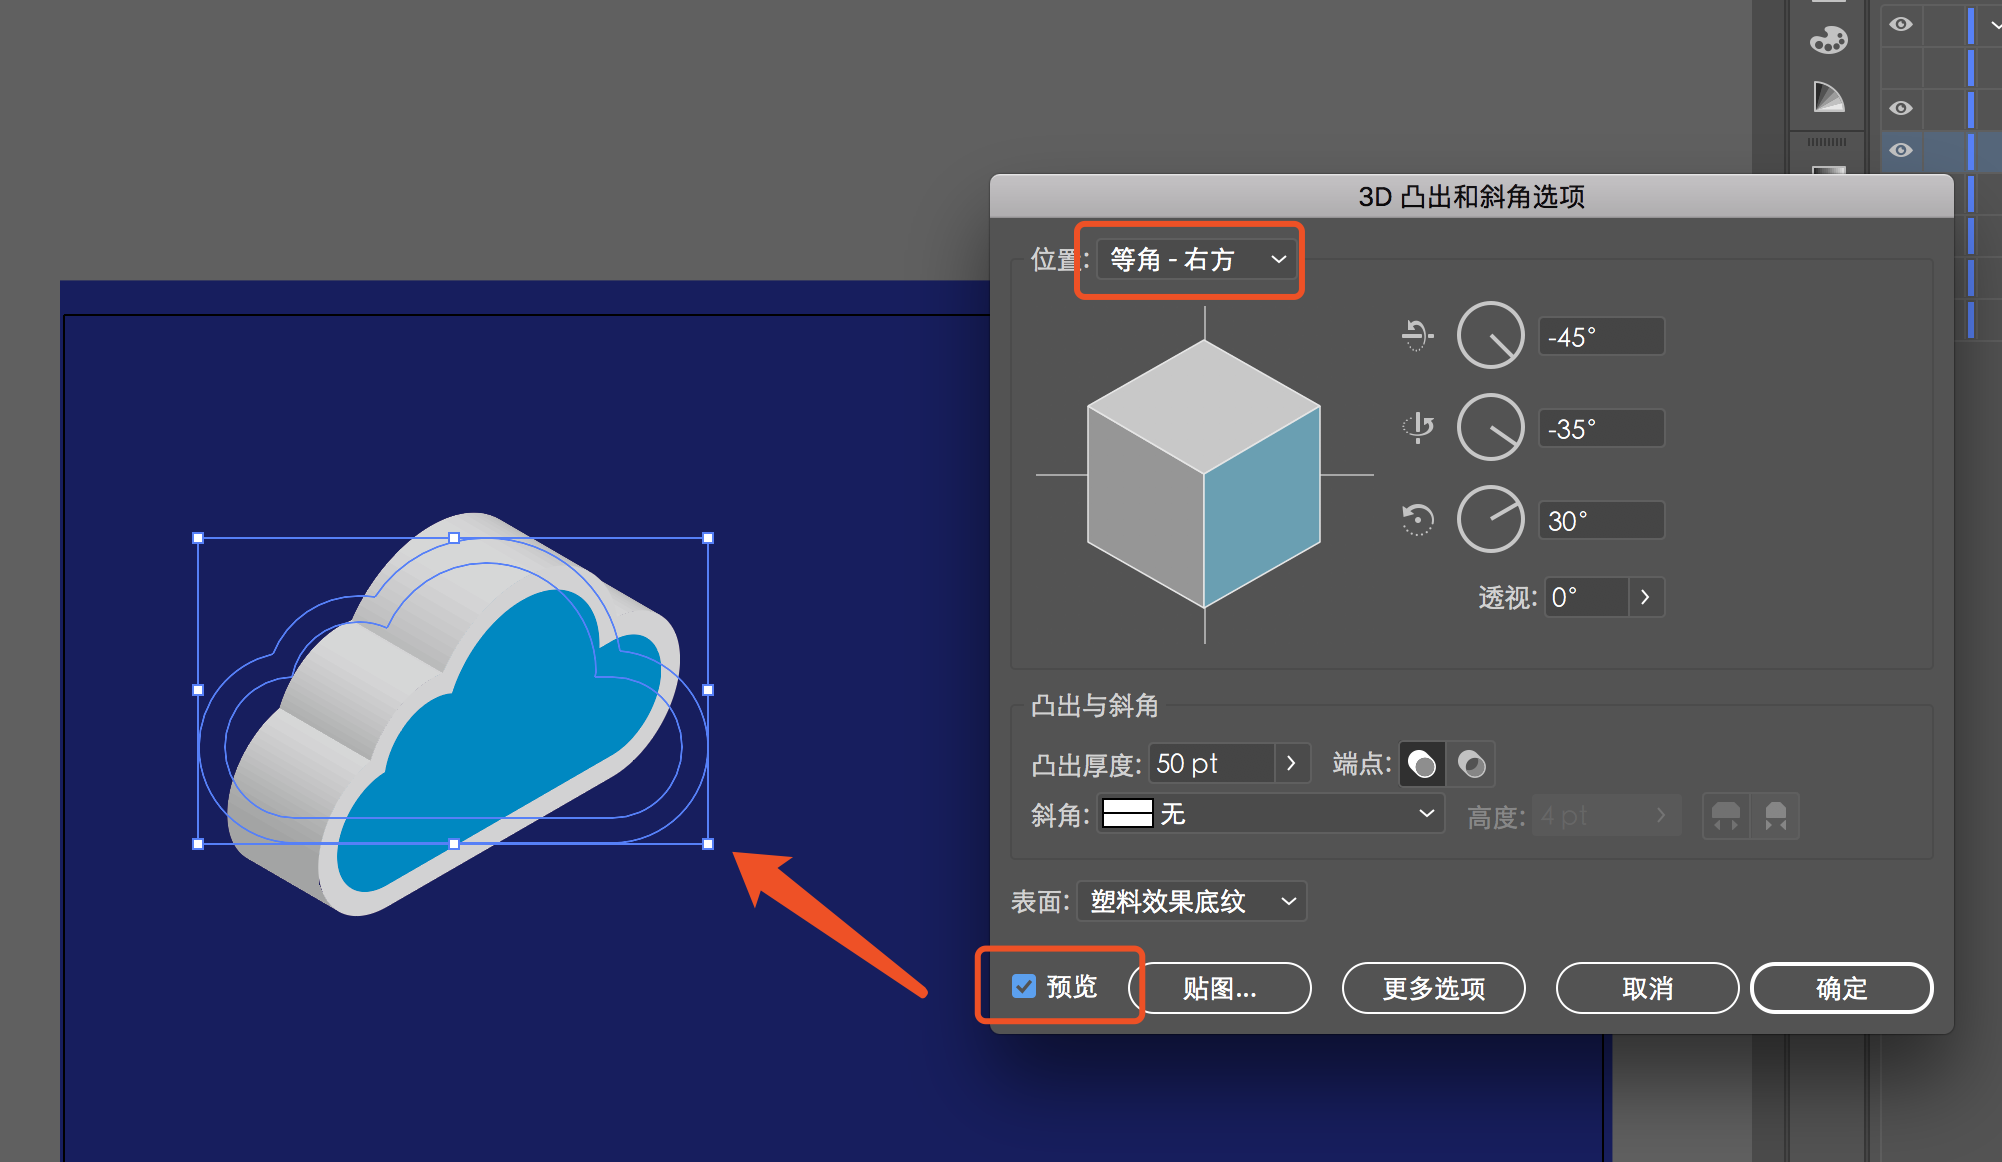 3D 凸出和斜角选项
位置: 等角 - 右方
-45°
-35°
30°
透视: 0°
凸出与斜角
凸出厚度: 50 pt 端点:
斜角: 无 高度: 4 pt
表面: 塑料效果底纹
预览 贴图... 更多选项 取消 确定